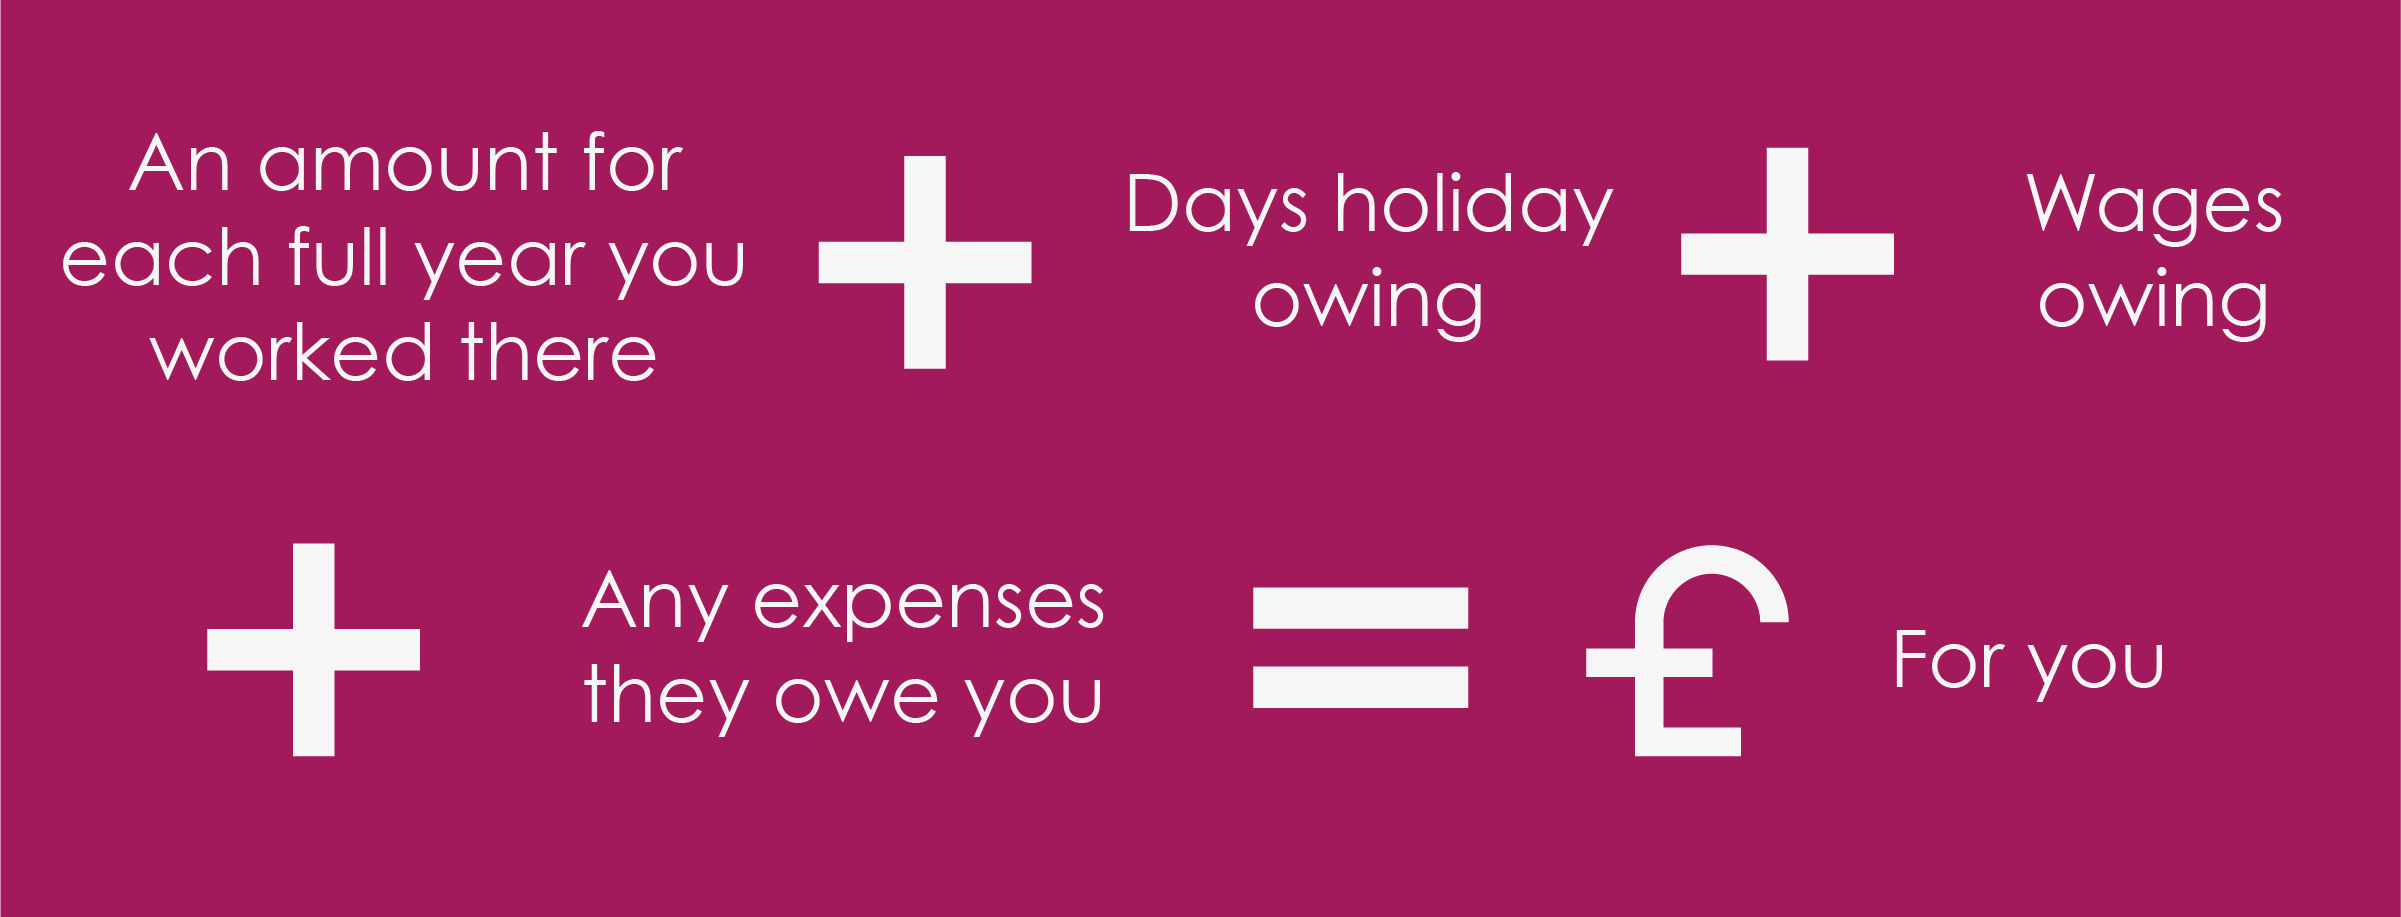 An amount for
each full year you
worked there
+
Days holiday
owing
+
Wages
owing
+
Any expenses
they owe you
=
£
For you